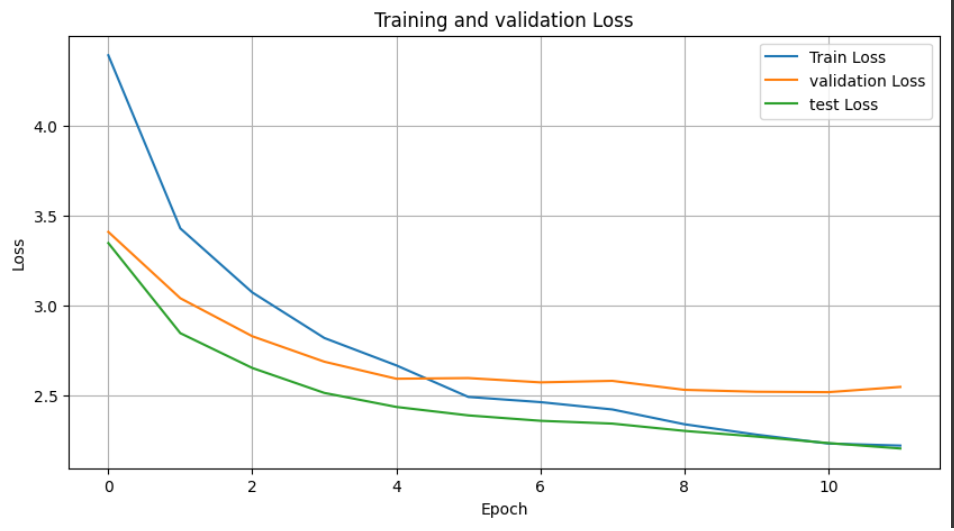 Training and validation Loss
Train Loss
validation Loss
test Loss
4.0
3.5
3.0
2.5
Loss
0 2 4 6 8 10
Epoch